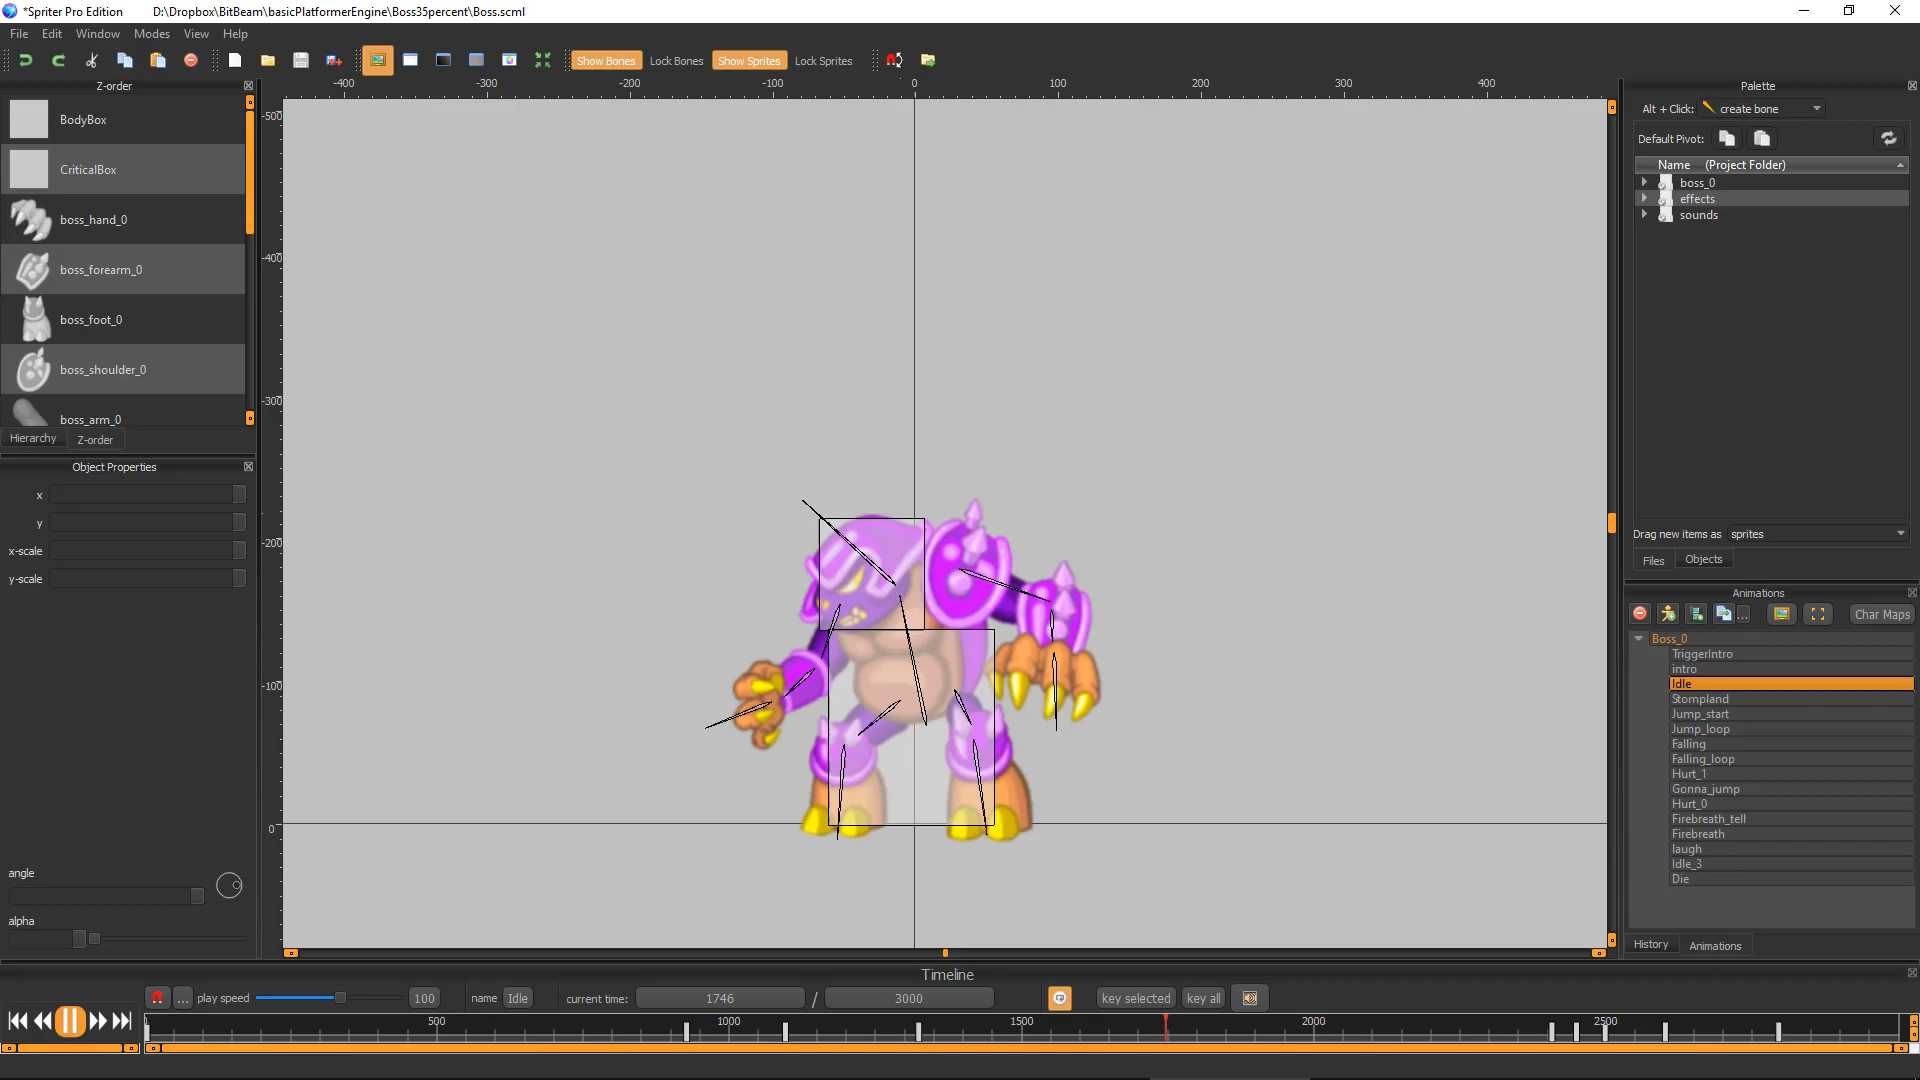 *Spriter Pro Edition D:\Dropbox\BitBeam\basicPlatformerEngine\Boss35percent\Boss.scml
File Edit Window Modes View Help
Show Bones Lock Bones Show Sprites Lock Sprites
Z-order
BodyBox
CriticalBox
boss_hand_0
boss_forearm_0
boss_foot_0
boss_shoulder_0
boss_arm_0
Hierarchy Z-order
Object Properties
x
y
x-scale
y-scale
angle
alpha
-400 -300 -200 -100 0 100 200 300 400
-500
-400
-300
-200
-100
0
Palette
Alt + Click: create bone
Default Pivot:
Name (Project Folder)
boss_0
effects
sounds
Drag new items as sprites
Files Objects
Animations
... Char Maps
Boss_0
TriggerIntro
intro
Idle
Stompland
Jump_start
Jump_loop
Falling
Falling_loop
Hurt_1
Gonna_jump
Hurt_0
Firebreath_tell
Firebreath
laugh
Idle_3
Die
History Animations
Timeline
... play speed 100 name Idle current time: 1746 / 3000 key selected key all
500 1000 1500 2000 2500